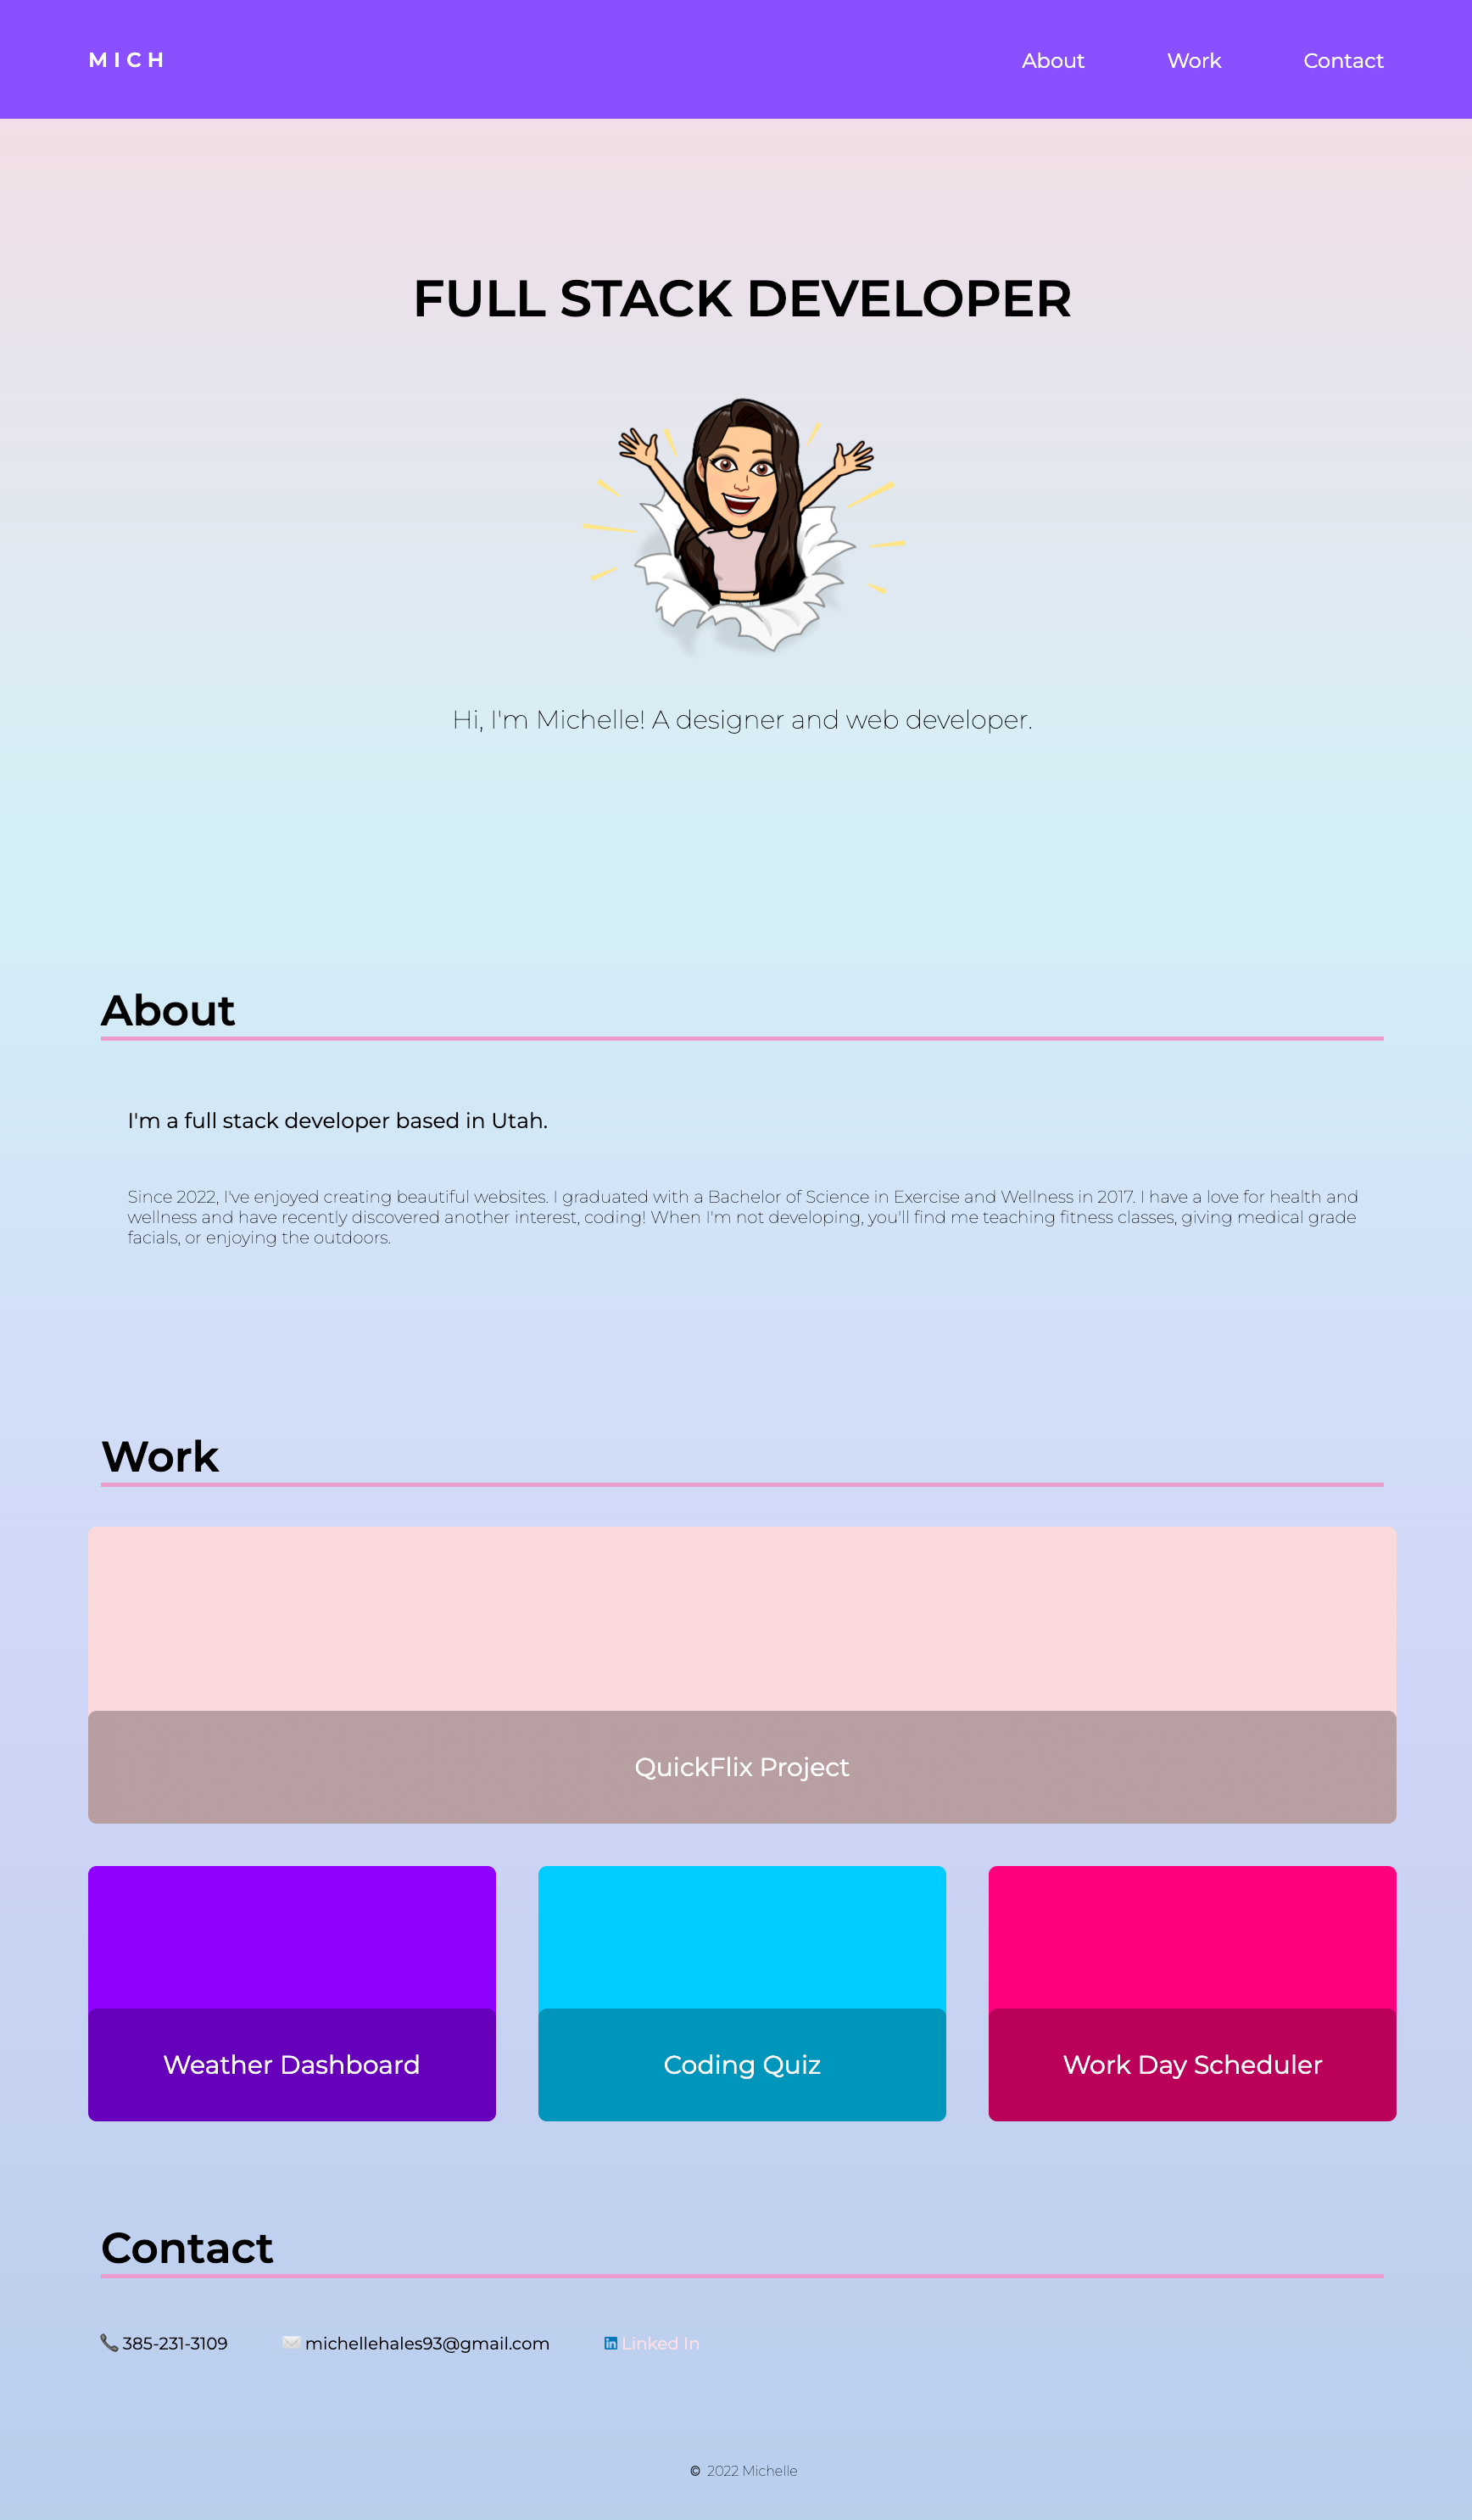 MICH
About Work Contact
FULL STACK DEVELOPER
Hi, I'm Michelle! A designer and web developer.
About
I'm a full stack developer based in Utah.
Since 2022, I've enjoyed creating beautiful websites. I graduated with a Bachelor of Science in Exercise and Wellness in 2017. I have a love for health and
wellness and have recently discovered another interest, coding! When I'm not developing, you'll find me teaching fitness classes, giving medical grade
facials, or enjoying the outdoors.
Work
QuickFlix Project
Weather Dashboard
Coding Quiz
Work Day Scheduler
Contact
385-231-3109 michellehales93@gmail.com in Linked In
© 2022 Michelle